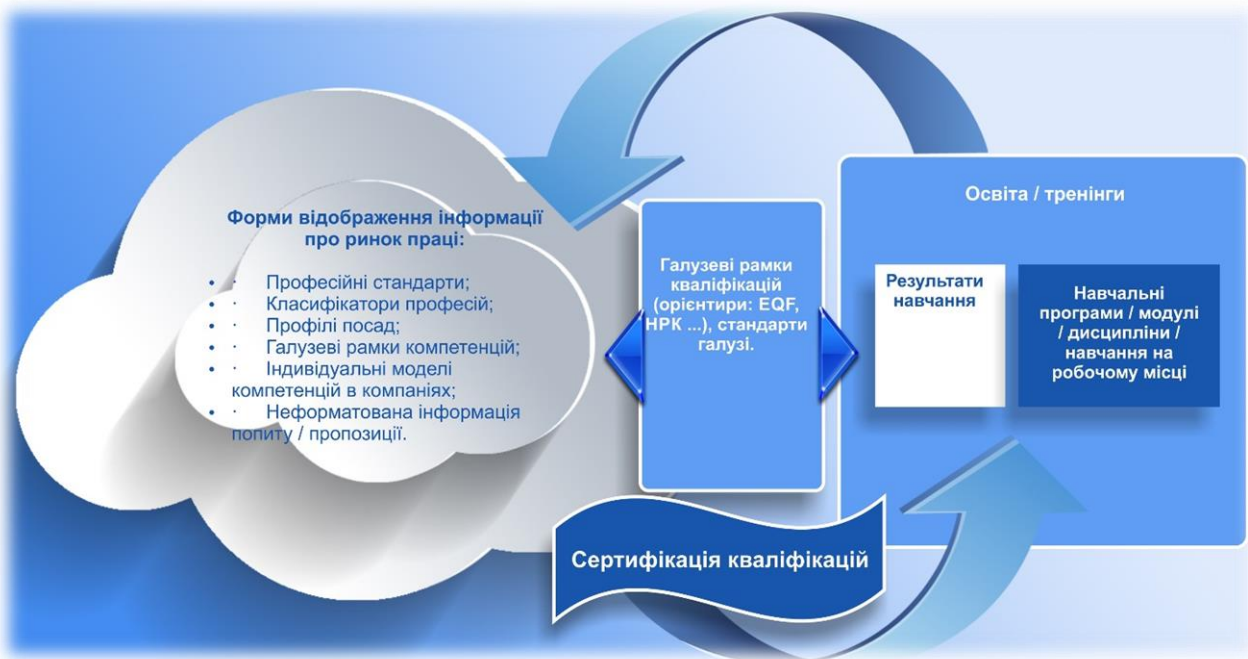 Форми відображення інформації
про ринок праці:
• · Професійні стандарти;
• · Класифікатори професій;
• · Профілі посад;
• · Галузеві рамки компетенцій;
• · Індивідуальні моделі
компетенцій в компаніях;
• · Неформатована інформація
попиту / пропозиції.
Галузеві рамки
кваліфікацій
(орієнтири: EQF,
НРК ...), стандарти
галузі.
Освіта / тренінги
Результати
навчання
Навчальні
програми / модулі
/ дисципліни /
навчання на
робочому місці
Сертифікація кваліфікацій